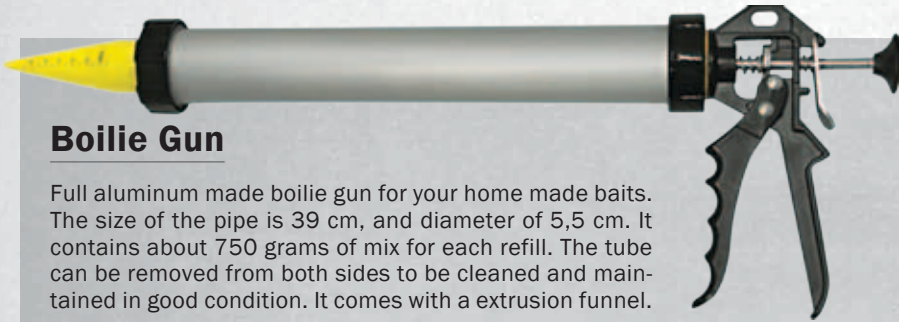 Boilie Gun
Full aluminum made boilie gun for your home made baits.
The size of the pipe is 39 cm, and diameter of 5,5 cm. It
contains about 750 grams of mix for each refill. The tube
can be removed from both sides to be cleaned and main-
tained in good condition. It comes with a extrusion funnel.